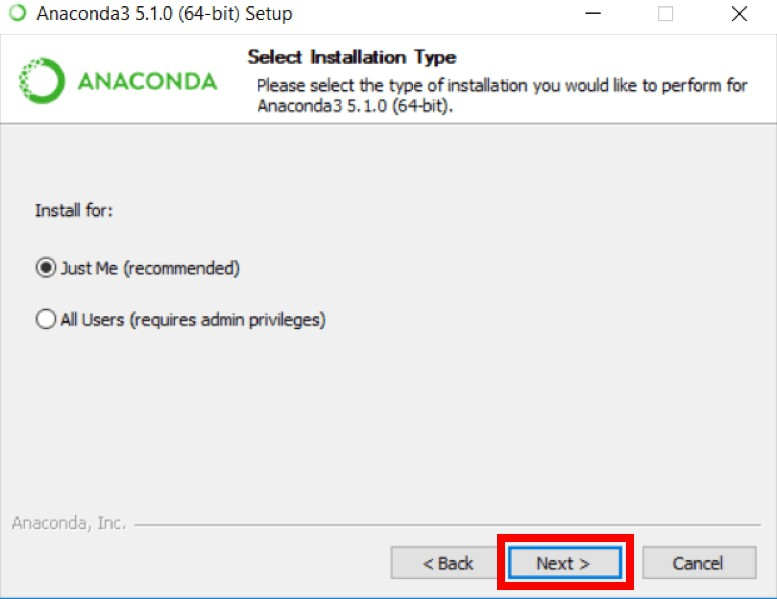 Anaconda3 5.1.0 (64-bit) Setup
ANACONDA
Select Installation Type
Please select the type of installation you would like to perform for
Anaconda3 5.1.0 (64-bit).
Install for:
Just Me (recommended)
All Users (requires admin privileges)
Anaconda, Inc.
< Back
Next >
Cancel